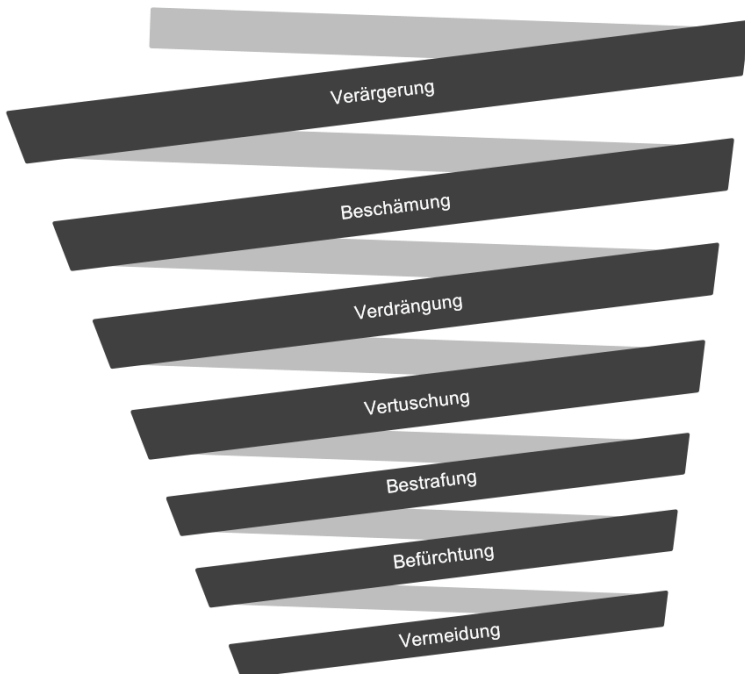 Verärgerung
Beschämung
Verdrängung
Vertuschung
Bestrafung
Befürchtung
Vermeidung